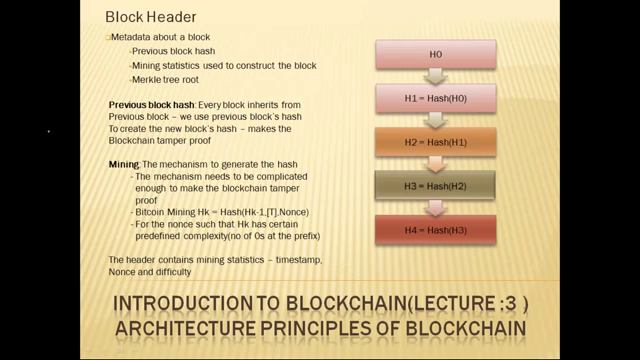 Block Header
Metadata about a block
Previous block hash
Mining statistics used to construct the block
Merkle tree root
Previous block hash: Every block inherits from
Previous block – we use previous block's hash
To create the new block's hash – makes the
Blockchain tamper proof
Mining: The mechanism to generate the hash
- The mechanism needs to be complicated
enough to make the blockchain tamper
proof
- Bitcoin Mining Hk = Hash(Hk-1,[T],Nonce)
- For the nonce such that Hk has certain
predefined complexity(no of 0s at the prefix)
The header contains mining statistics – timestamp,
Nonce and difficulty
H0
H1 = Hash(H0)
H2 = Hash(H1)
H3 = Hash(H2)
H4 = Hash(H3)
INTRODUCTION TO BLOCKCHAIN(LECTURE :3 )
ARCHITECTURE PRINCIPLES OF BLOCKCHAIN